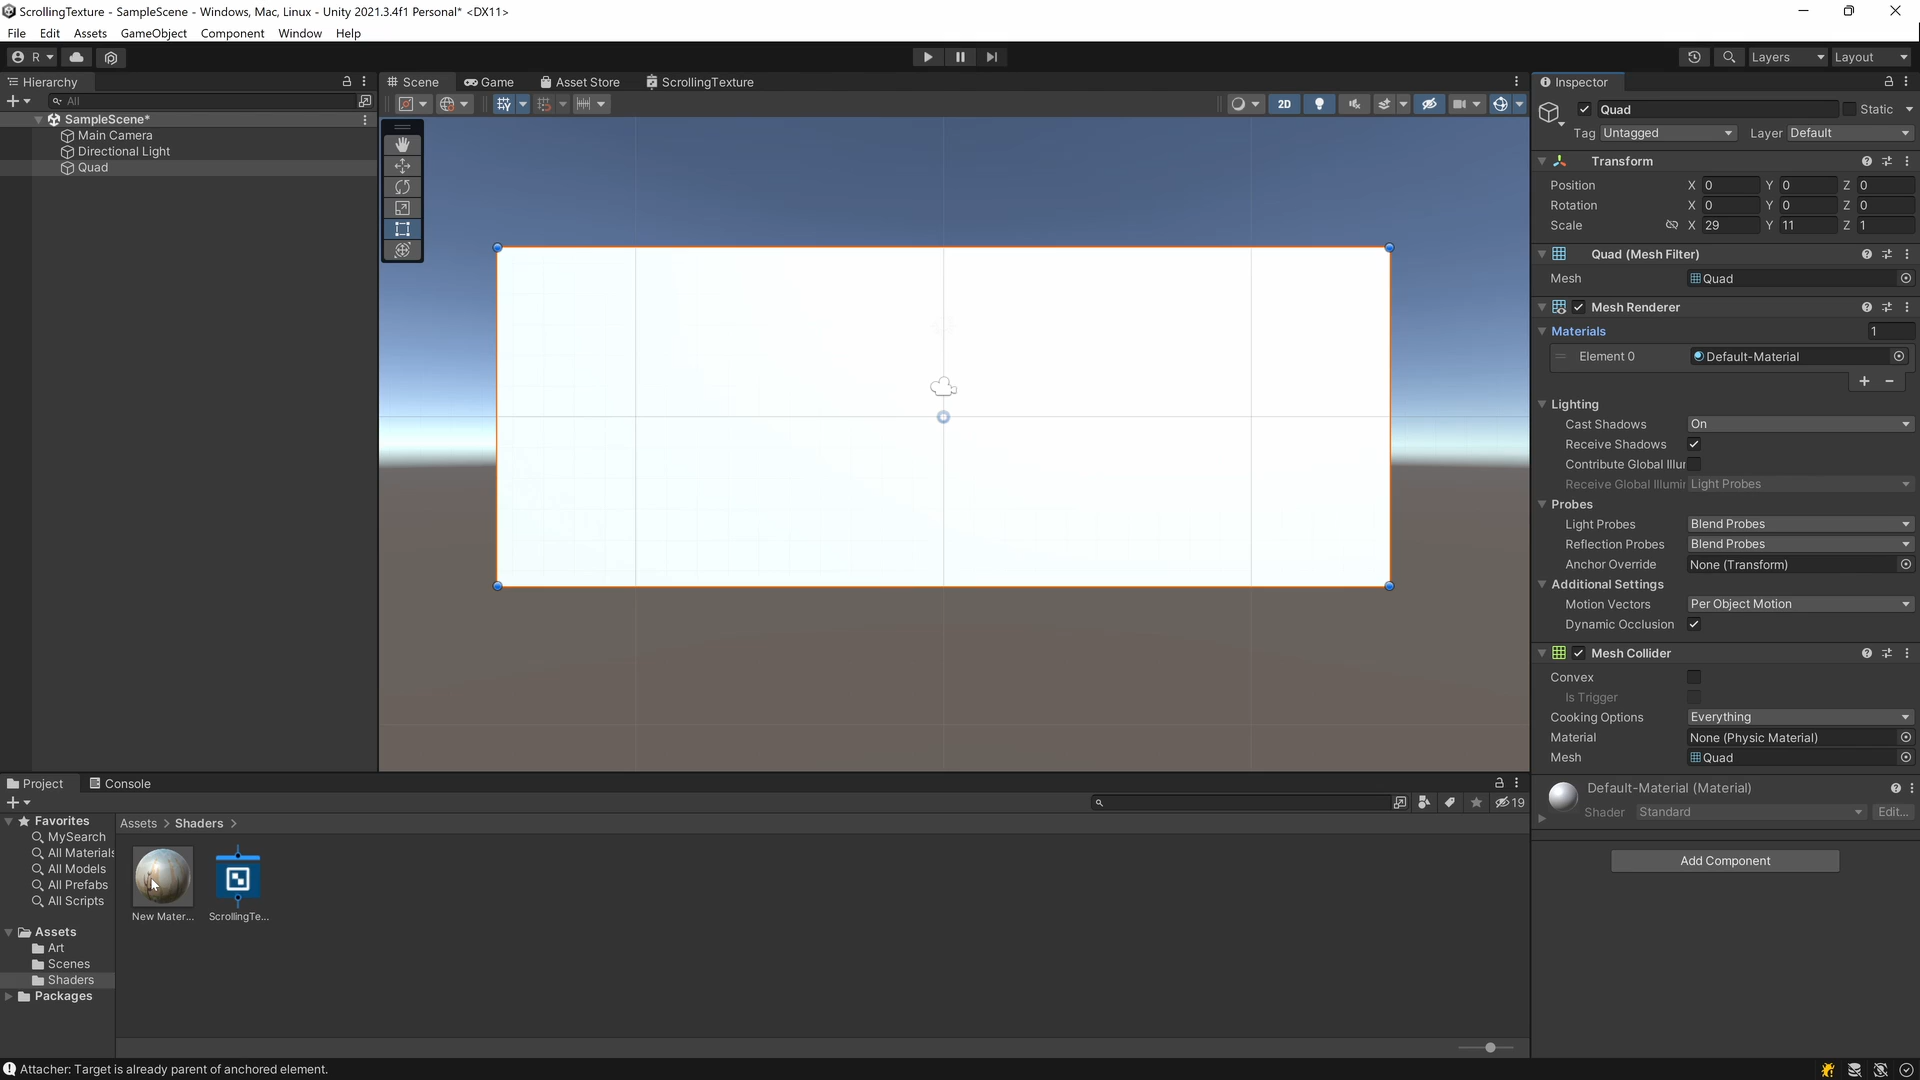 ScrollingTexture - SampleScene - Windows, Mac, Linux - Unity 2021.3.4f1 Personal* <DX11>
File Edit Assets GameObject Component Window Help
R Layers Layout
Hierarchy
All
SampleScene*
Main Camera
Directional Light
Quad
Scene Game Asset Store ScrollingTexture
2D
Inspector
Quad Static
Tag Untagged Layer Default
Transform
Position X 0 Y 0 Z 0
Rotation X 0 Y 0 Z 0
Scale X 29 Y 11 Z 1
Quad (Mesh Filter)
Mesh Quad
Mesh Renderer
Materials 1
Element 0 Default-Material
Lighting
Cast Shadows On
Receive Shadows
Contribute Global Illur
Receive Global Illumir Light Probes
Probes
Light Probes Blend Probes
Reflection Probes Blend Probes
Anchor Override None (Transform)
Additional Settings
Motion Vectors Per Object Motion
Dynamic Occlusion
Mesh Collider
Convex
Is Trigger
Cooking Options Everything
Material None (Physic Material)
Mesh Quad
Default-Material (Material)
Shader Standard Edit...
Add Component
Project Console
19
Favorites
MySearch
All Materials
All Models
All Prefabs
All Scripts
Assets
Art
Scenes
Shaders
Packages
Assets > Shaders >
New Mater... ScrollingTe...
Attacher: Target is already parent of anchored element.